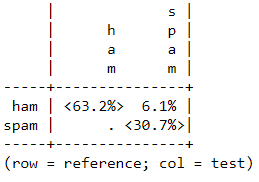 |         s |
     |    h    p |
     |    a    a |
     |    m    m |
-----+---------------+
 ham | <63.2%>  6.1% |
spam |      . <30.7%>|
-----+---------------+
(row = reference; col = test)